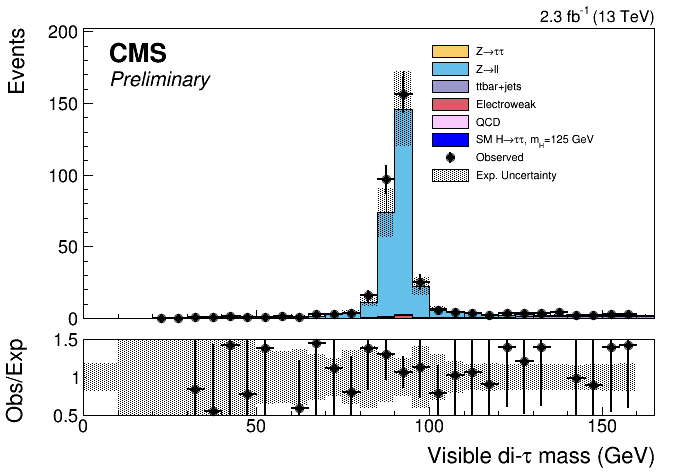 2.3 fb⁻¹ (13 TeV)
Events
200
150
100
50
0
CMS
Preliminary
Z→ττ
Z→ll
ttbar+jets
Electroweak
QCD
SM H→ττ, m_H=125 GeV
Observed
Exp. Uncertainty
Obs/Exp
1.5
1
0.5
0 50 100 150
Visible di-τ mass (GeV)